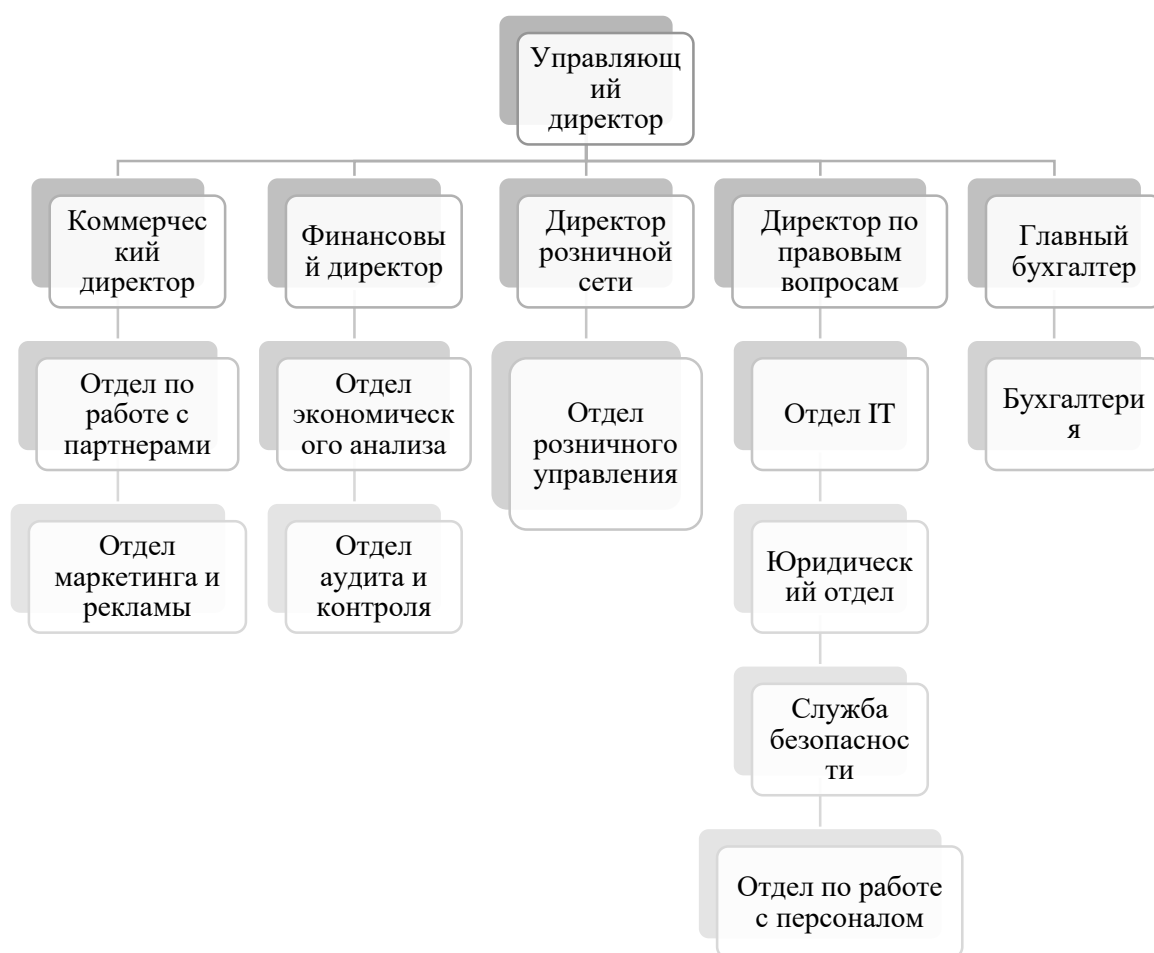 Управляющ
ий
директор
Коммерчес
кий
директор
Финансовы
й директор
Директор
розничной
сети
Директор по
правовым
вопросам
Главный
бухгалтер
Отдел по
работе с
партнерами
Отдел
экономическ
ого анализа
Отдел
розничного
управления
Отдел IT
Бухгалтери
я
Отдел
маркетинга и
рекламы
Отдел
аудита и
контроля
Юридическ
ий отдел
Служба
безопаснос
ти
Отдел по работе
с персоналом